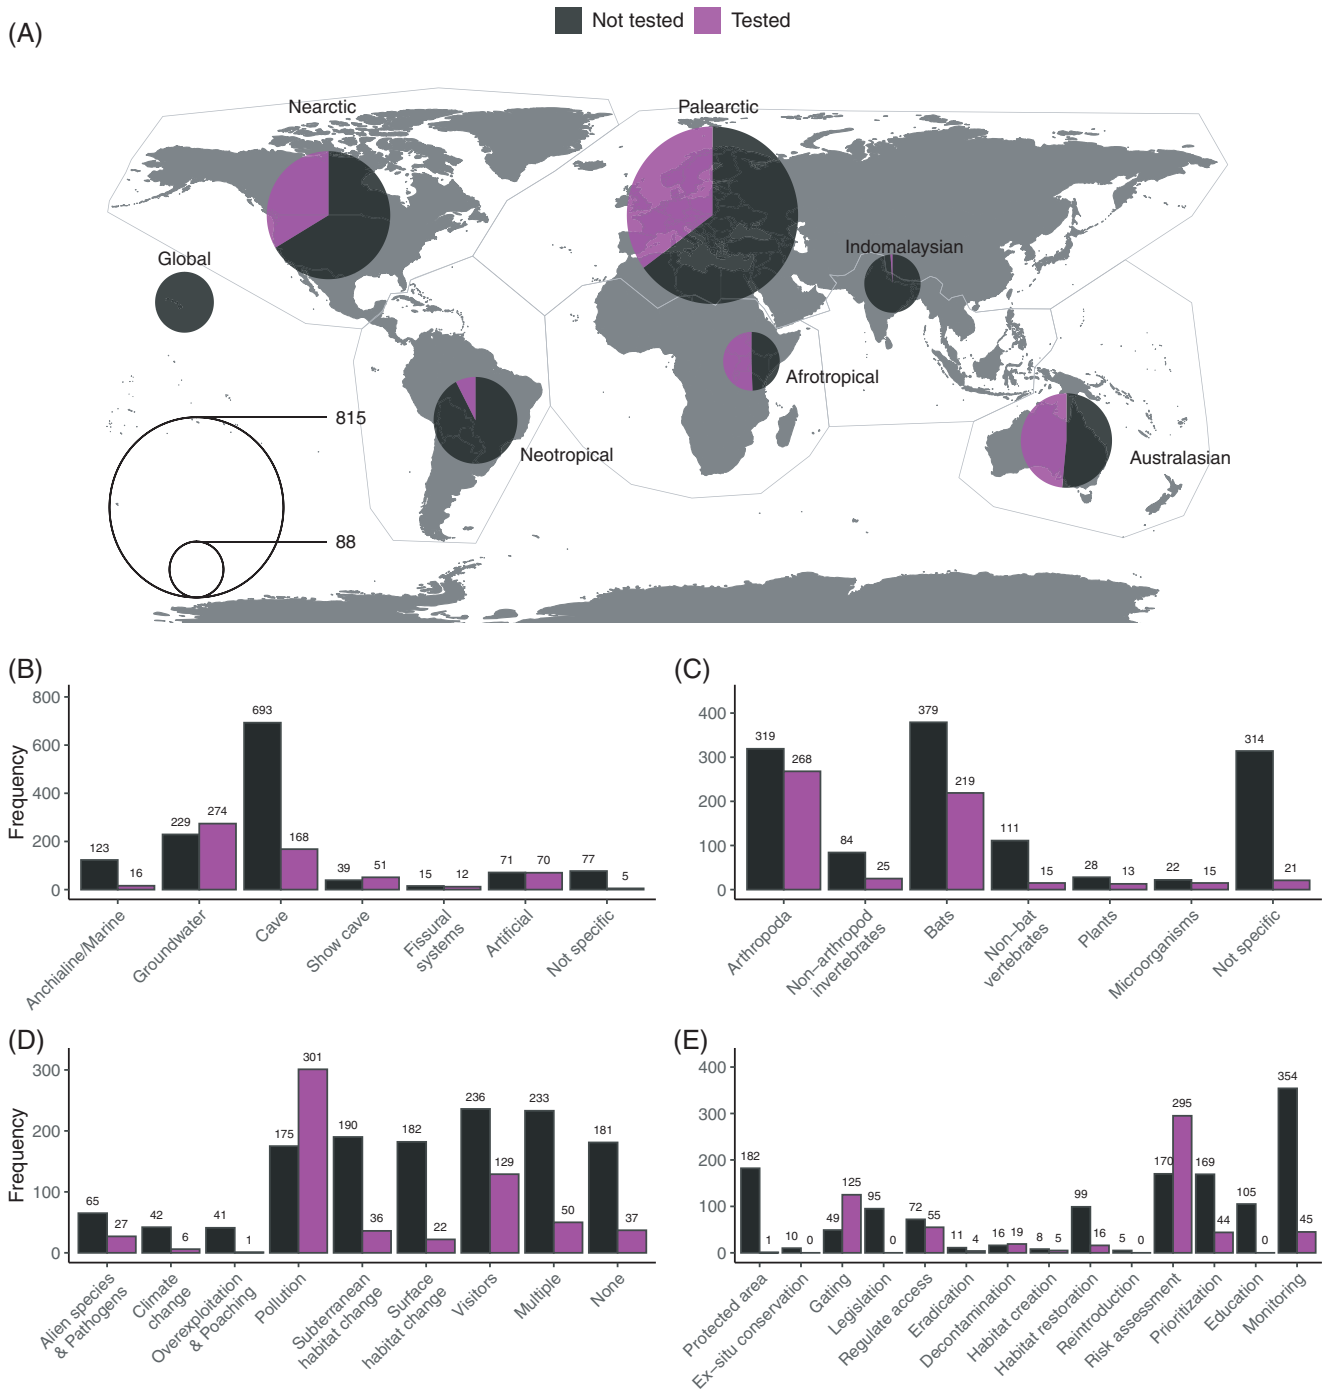 Not tested Tested
(A)
Nearctic
Palearctic
Indomalaysian
Global
Afrotropical
Neotropical
Australasian
815
88
(B)
Frequency
800
600
400
200
0
123
16
229
274
693
168
39
51
15
12
71
70
77
5
Anchialine/Marine
Groundwater
Cave
Show cave
Fissural
systems
Artificial
Not specific
(C)
400
300
200
100
0
319
268
84
25
379
219
111
15
28
13
22
15
314
21
Arthropoda
Non–arthropod
invertebrates
Bats
Non–bat
vertebrates
Plants
Microorganisms
Not specific
(D)
Frequency
300
200
100
0
65
27
42
6
41
1
175
301
190
36
182
22
236
129
233
50
181
37
Alien species
& Pathogens
Climate
change
Overexploitation
& Poaching
Pollution
Subterranean
habitat change
Surface
habitat change
Visitors
Multiple
None
(E)
400
300
200
100
0
182
1
10
0
49
125
95
0
72
55
11
4
16
19
8
5
99
16
5
0
170
295
169
44
105
0
354
45
Protected area
Ex–situ conservation
Gating
Legislation
Regulate access
Eradication
Decontamination
Habitat creation
Habitat restoration
Reintroduction
Risk assessment
Prioritization
Education
Monitoring